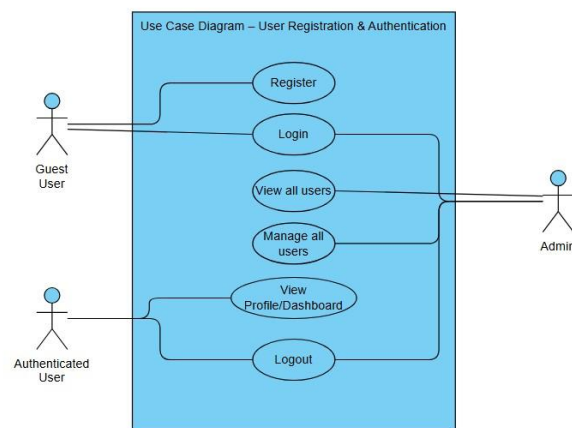 Use Case Diagram – User Registration & Authentication
Register
Login
Guest
User
View all users
Admin
Manage all
users
View
Profile/Dashboard
Authenticated
User
Logout